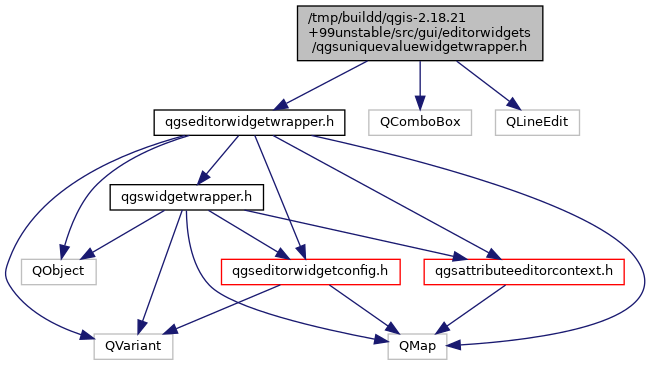 /tmp/buildd/qgis-2.18.21
+99unstable/src/gui/editorwidgets
/qgsuniquevaluewidgetwrapper.h
qgseditorwidgetwrapper.h
QComboBox
QLineEdit
qgswidgetwrapper.h
QObject
qgseditorwidgetconfig.h
qgsattributeeditorcontext.h
QVariant
QMap